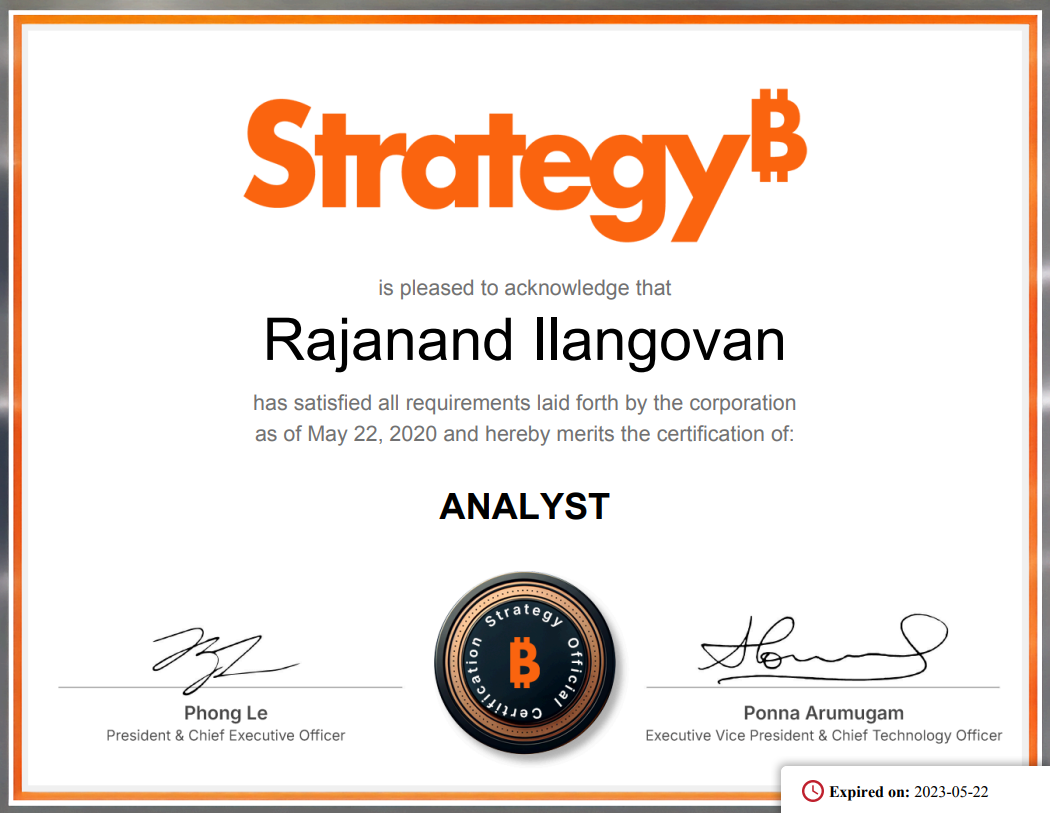 Strategy₿
is pleased to acknowledge that
Rajanand Ilangovan
has satisfied all requirements laid forth by the corporation
as of May 22, 2020 and hereby merits the certification of:
ANALYST
Strategy Official Certification
₿
Phong Le
President & Chief Executive Officer
Ponna Arumugam
Executive Vice President & Chief Technology Officer
Expired on: 2023-05-22